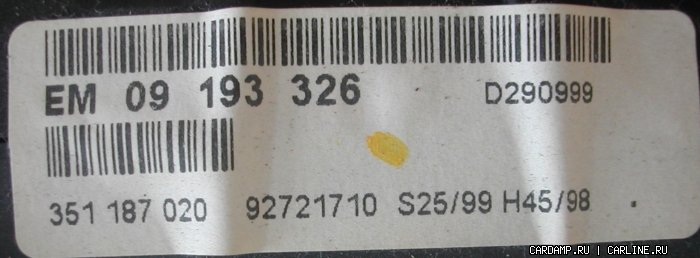 EM 09 193 326 D290999
351 187 020 92721710 S25/99 H45/98 .
CARDAMP.RU | CARLINE.RU